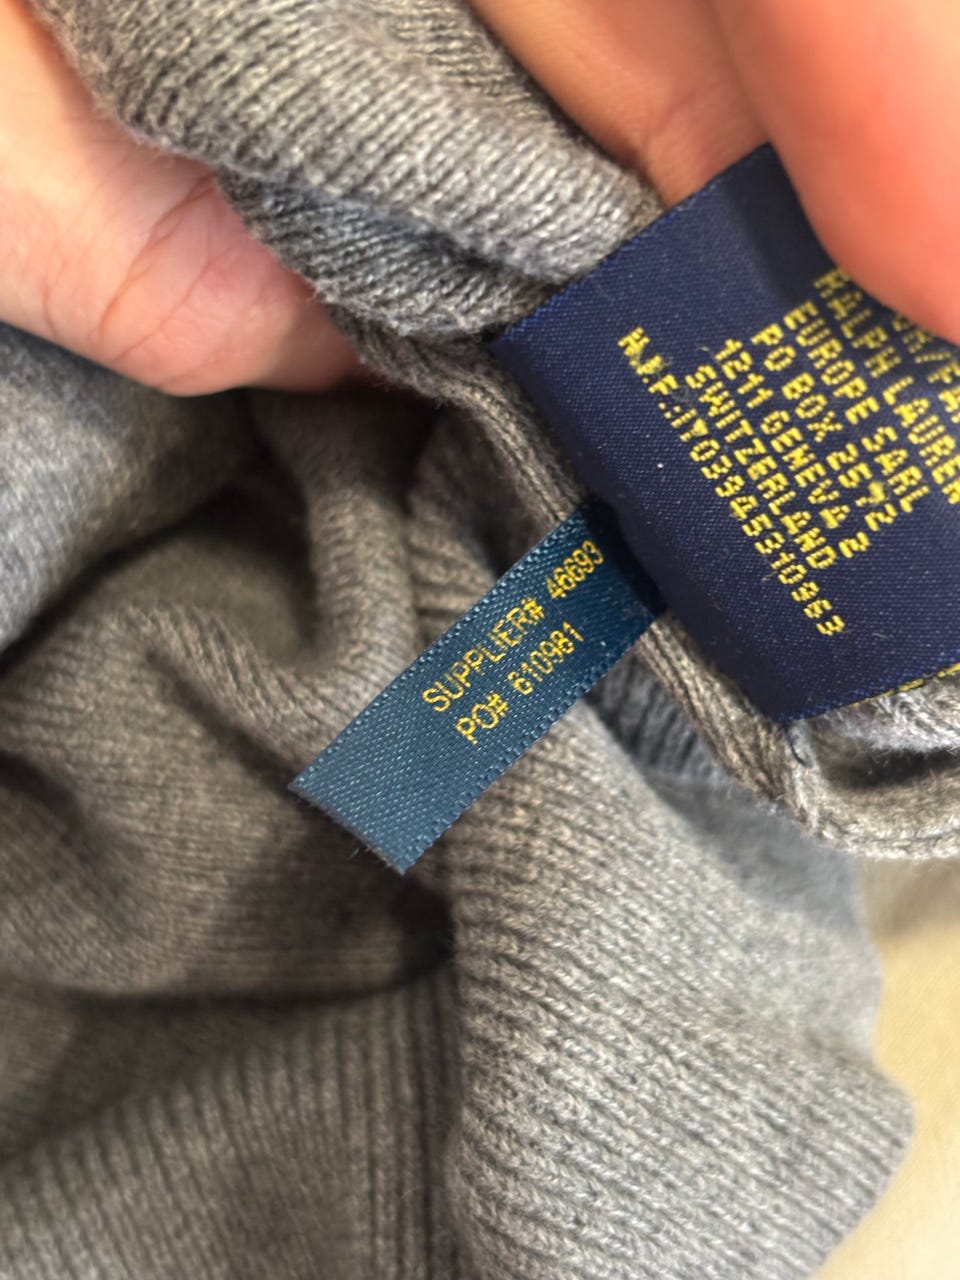 RALPH LAUREN
EUROPE SARL
PO BOX 2572
1211 GENEVA 2
SWITZERLAND
SUPPLIER# 46693
PO# 610981